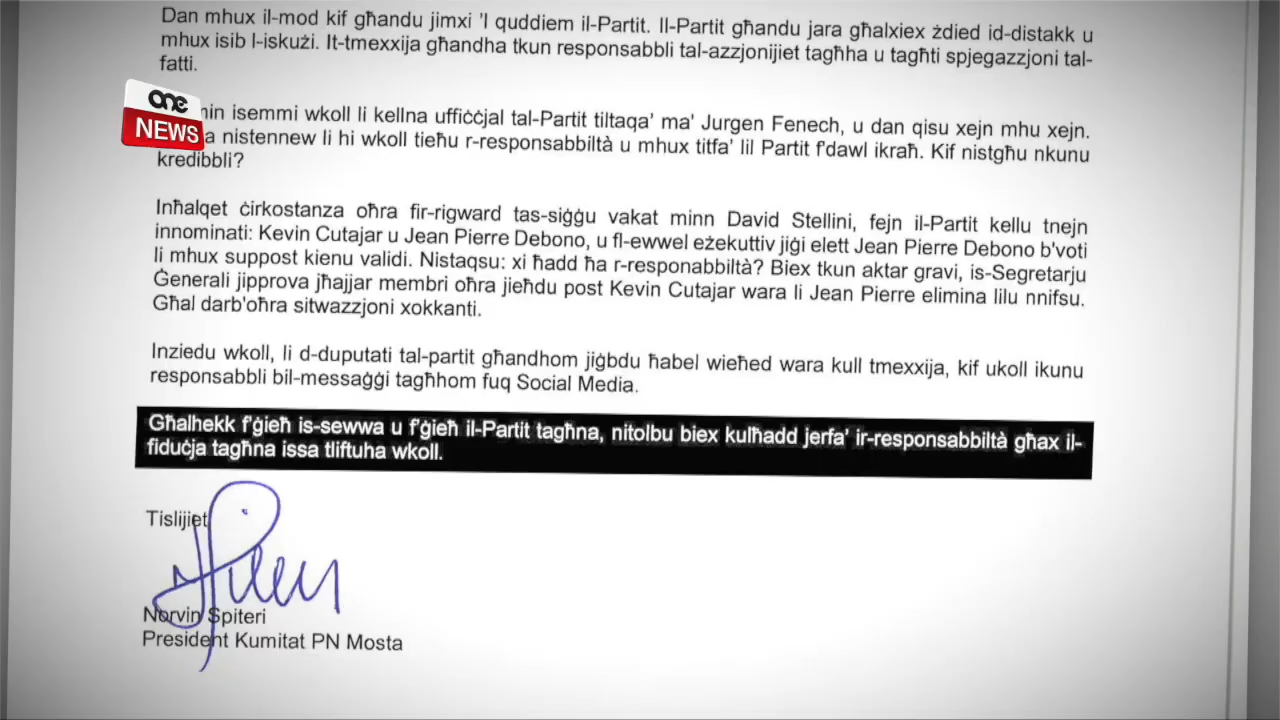 Dan mhux il-mod kif għandu jimxi 'l quddiem il-Partit. Il-Partit għandu jara għalxiex żdied id-distakk u
mhux isib l-iskużi. It-tmexxija għandha tkun responsabbli tal-azzjonijiet tagħha u tagħti spjegazzjoni tal-
fatti.
one
NEWS
isemmi wkoll li kellna uffiċċjal tal-Partit tiltaqa' ma' Jurgen Fenech, u dan qisu xejn mhu xejn.
nistennew li hi wkoll tieħu r-responsabbiltà u mhux titfa' lil Partit f'dawl ikraħ. Kif nistgħu nkunu
kredibbli?
Inħalqet ċirkostanza oħra fir-rigward tas-siġġu vakat minn David Stellini, fejn il-Partit kellu tnejn
innominati: Kevin Cutajar u Jean Pierre Debono, u fl-ewwel eżekuttiv jiġi elett Jean Pierre Debono b'voti
li mhux suppost kienu validi. Nistaqsu: xi ħadd ħa r-responabbiltà? Biex tkun aktar gravi, is-Segretarju
Ġenerali jipprova jħajjar membri oħra jieħdu post Kevin Cutajar wara li Jean Pierre elimina lilu nnifsu.
Għal darb'oħra sitwazzjoni xokkanti.
Inziedu wkoll, li d-duputati tal-partit għandhom jiġbdu ħabel wieħed wara kull tmexxija, kif ukoll ikunu
responsabbli bil-messaġġi tagħhom fuq Social Media.
Għalhekk f'ġieħ is-sewwa u f'ġieħ il-Partit tagħna, nitolbu biex kulħadd jerfa' ir-responsabbiltà għax il-
fiduċja tagħna issa tliftuha wkoll.
Tislijiet
Norvin Spiteri
President Kumitat PN Mosta